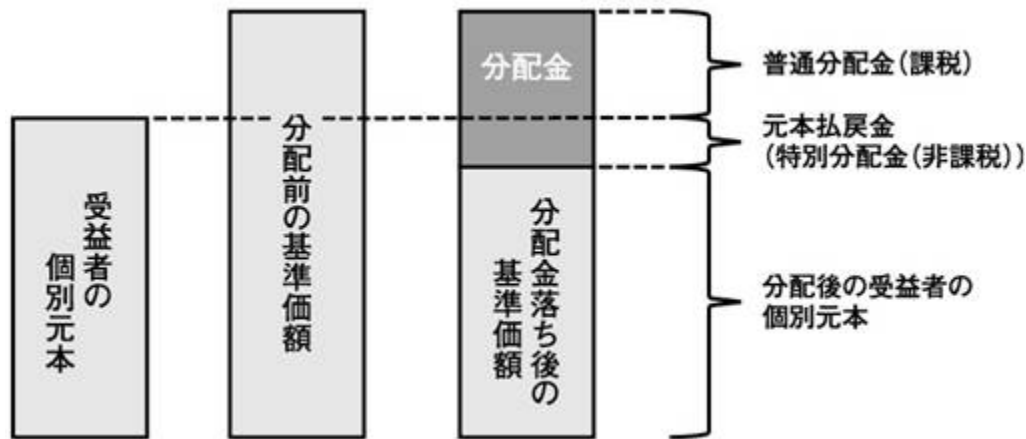 受益者の
個別元本
分配前の基準価額
分配金
分配金落ち後の
基準価額
普通分配金（課税）
元本払戻金
（特別分配金（非課税））
分配後の受益者の
個別元本